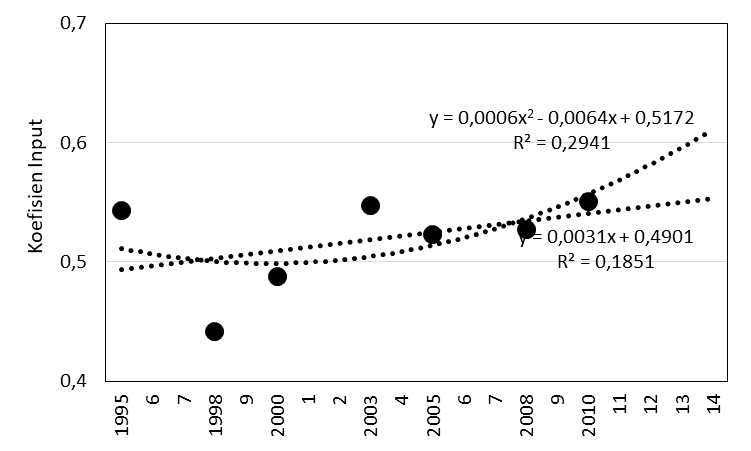 0,7
0,6
0,5
0,4
Koefisien Input
y = 0,0006x² - 0,0064x + 0,5172
R² = 0,2941
y = 0,0031x + 0,4901
R² = 0,1851
1995 6 7 1998 9 2000 1 2 2003 4 2005 6 7 2008 9 2010 11 12 13 14